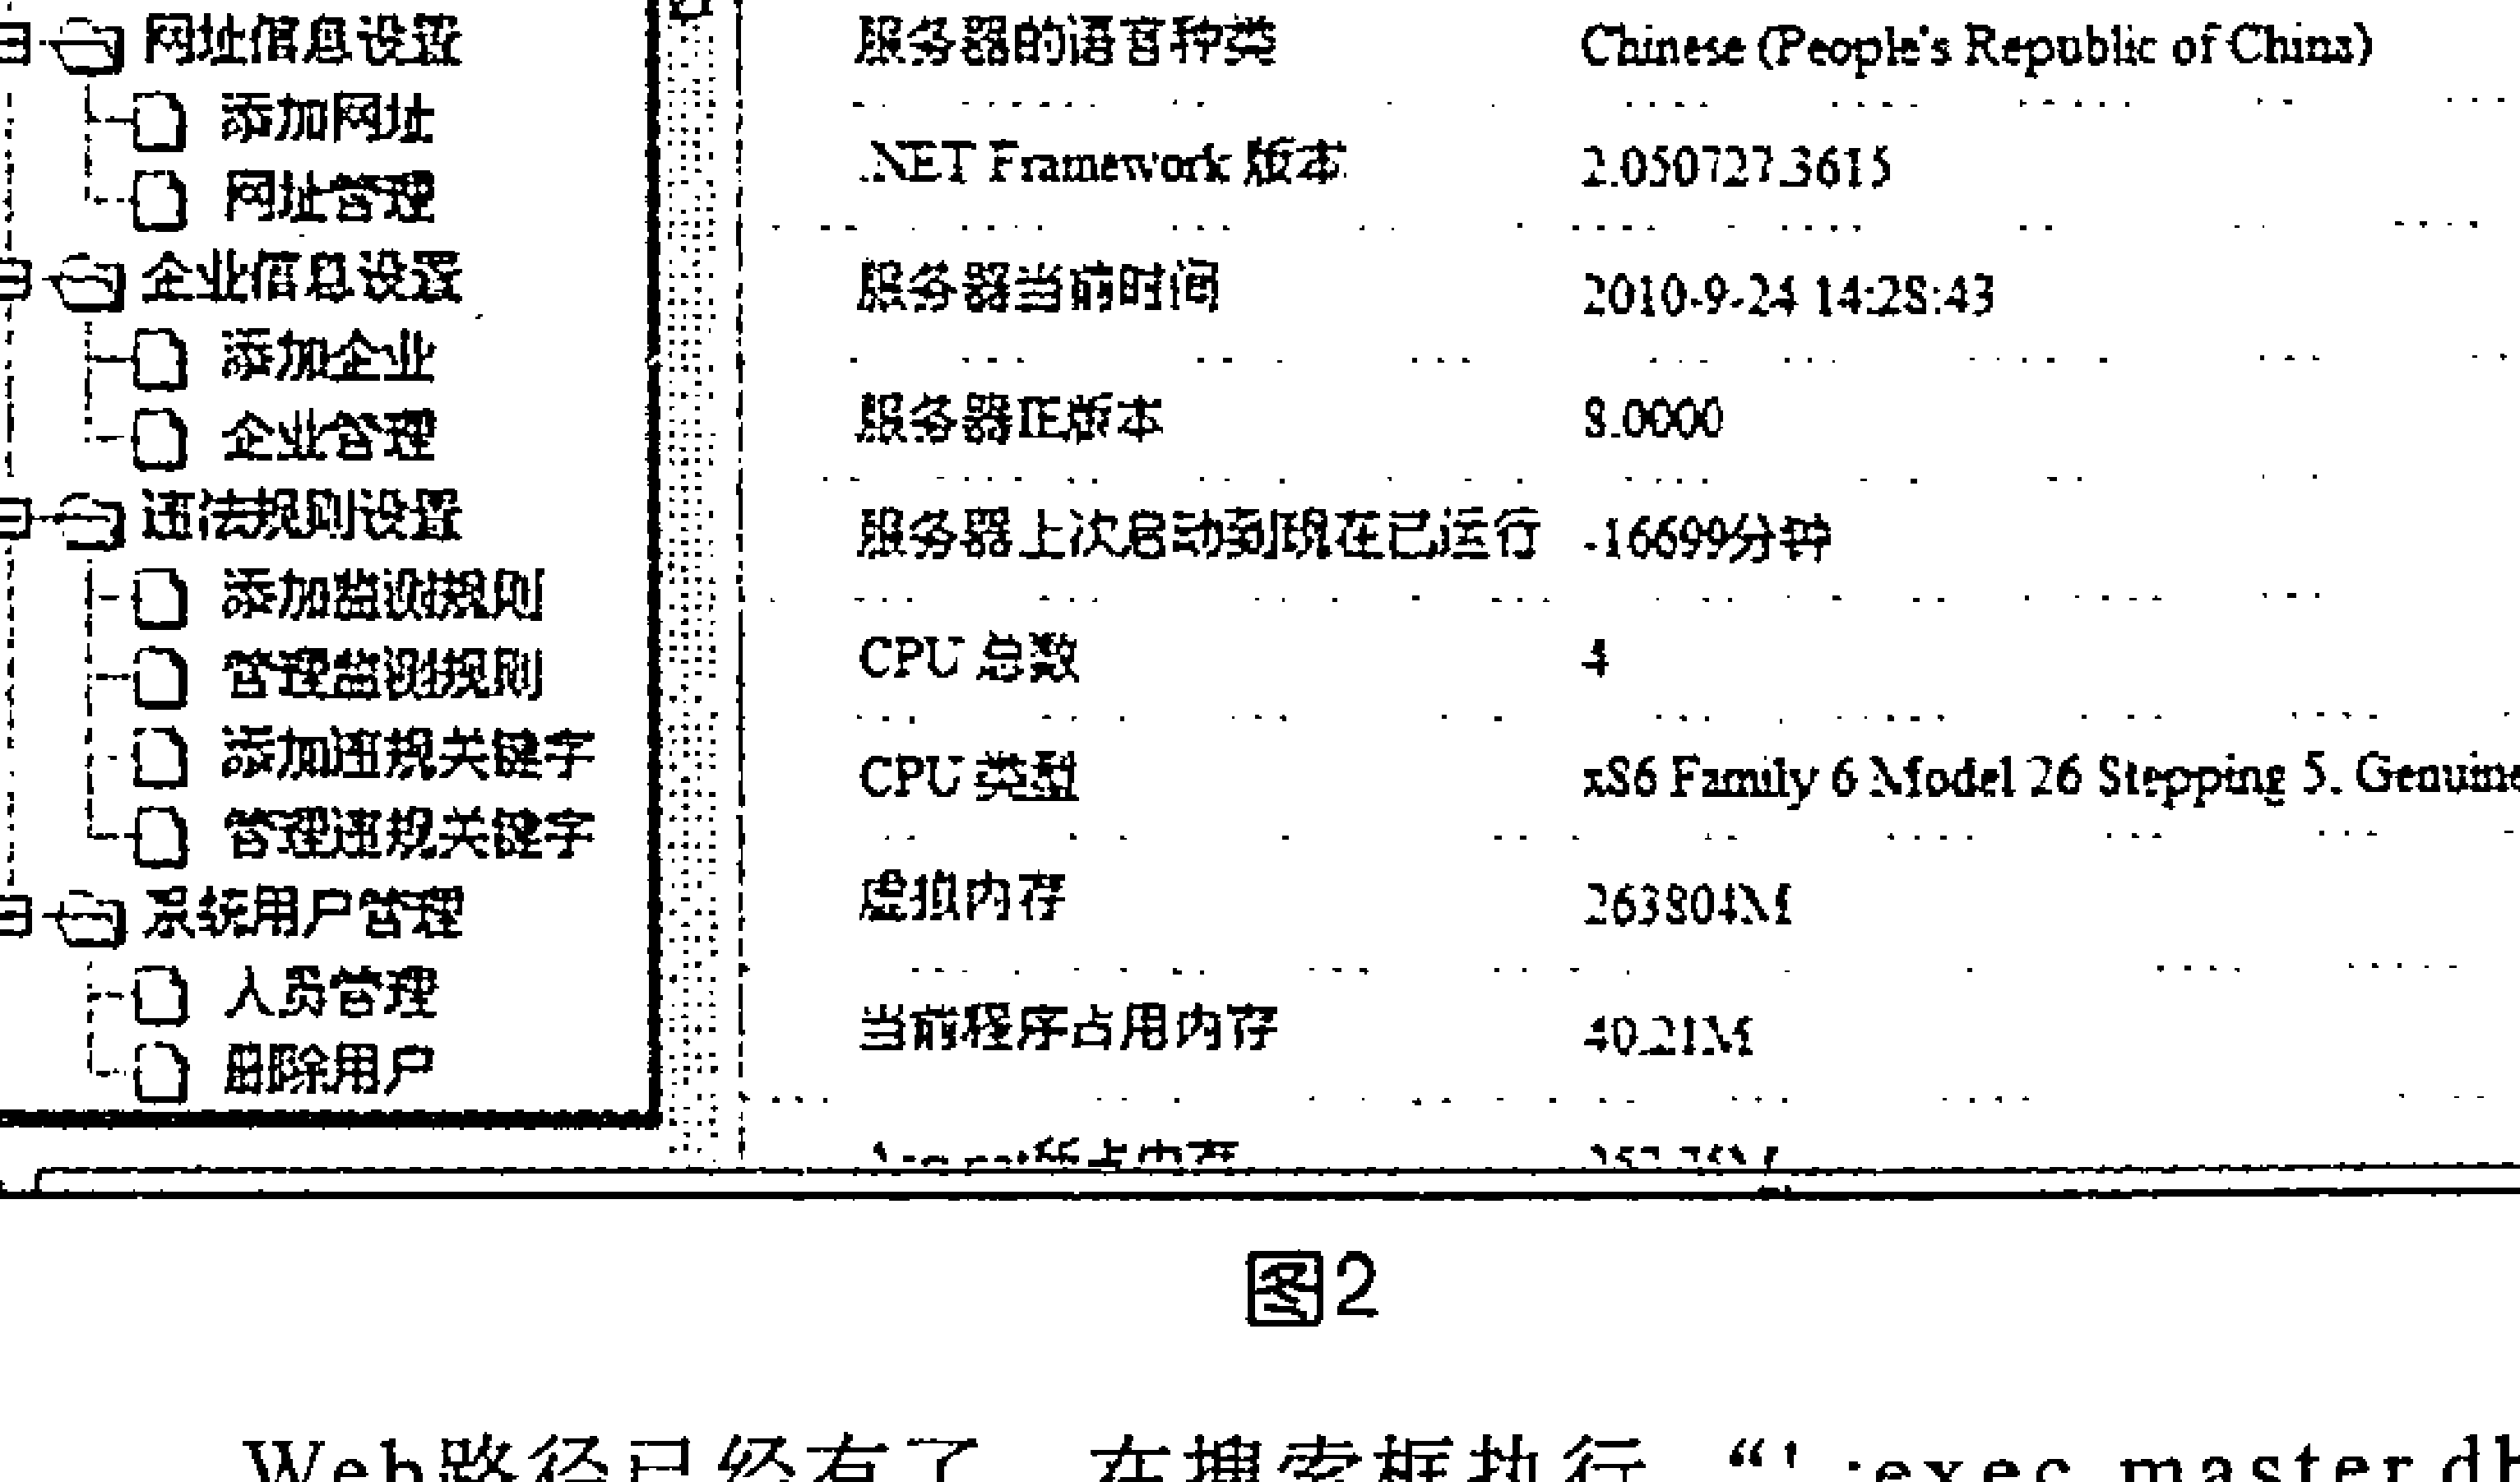 网址信息设置
添加网址
网址管理
企业信息设置
添加企业
企业管理
违法规则设置
添加监测规则
管理监测规则
添加违规关键字
管理违规关键字
系统用户管理
人员管理
删除用户
服务器的语言种类 Chinese (People's Republic of China)
.NET Framework 版本 2.050727.3615
服务器当前时间 2010-9-24 14:28:43
服务器IE版本 8.0000
服务器上次启动到现在已运行 -16699分钟
CPU 总数 4
CPU 类型 x86 Family 6 Model 26 Stepping 5, Genuine
虚拟内存 263804M
当前程序占用内存 40.21M
图2
Web路径已经有了，在搜索框执行 “';exec master.db